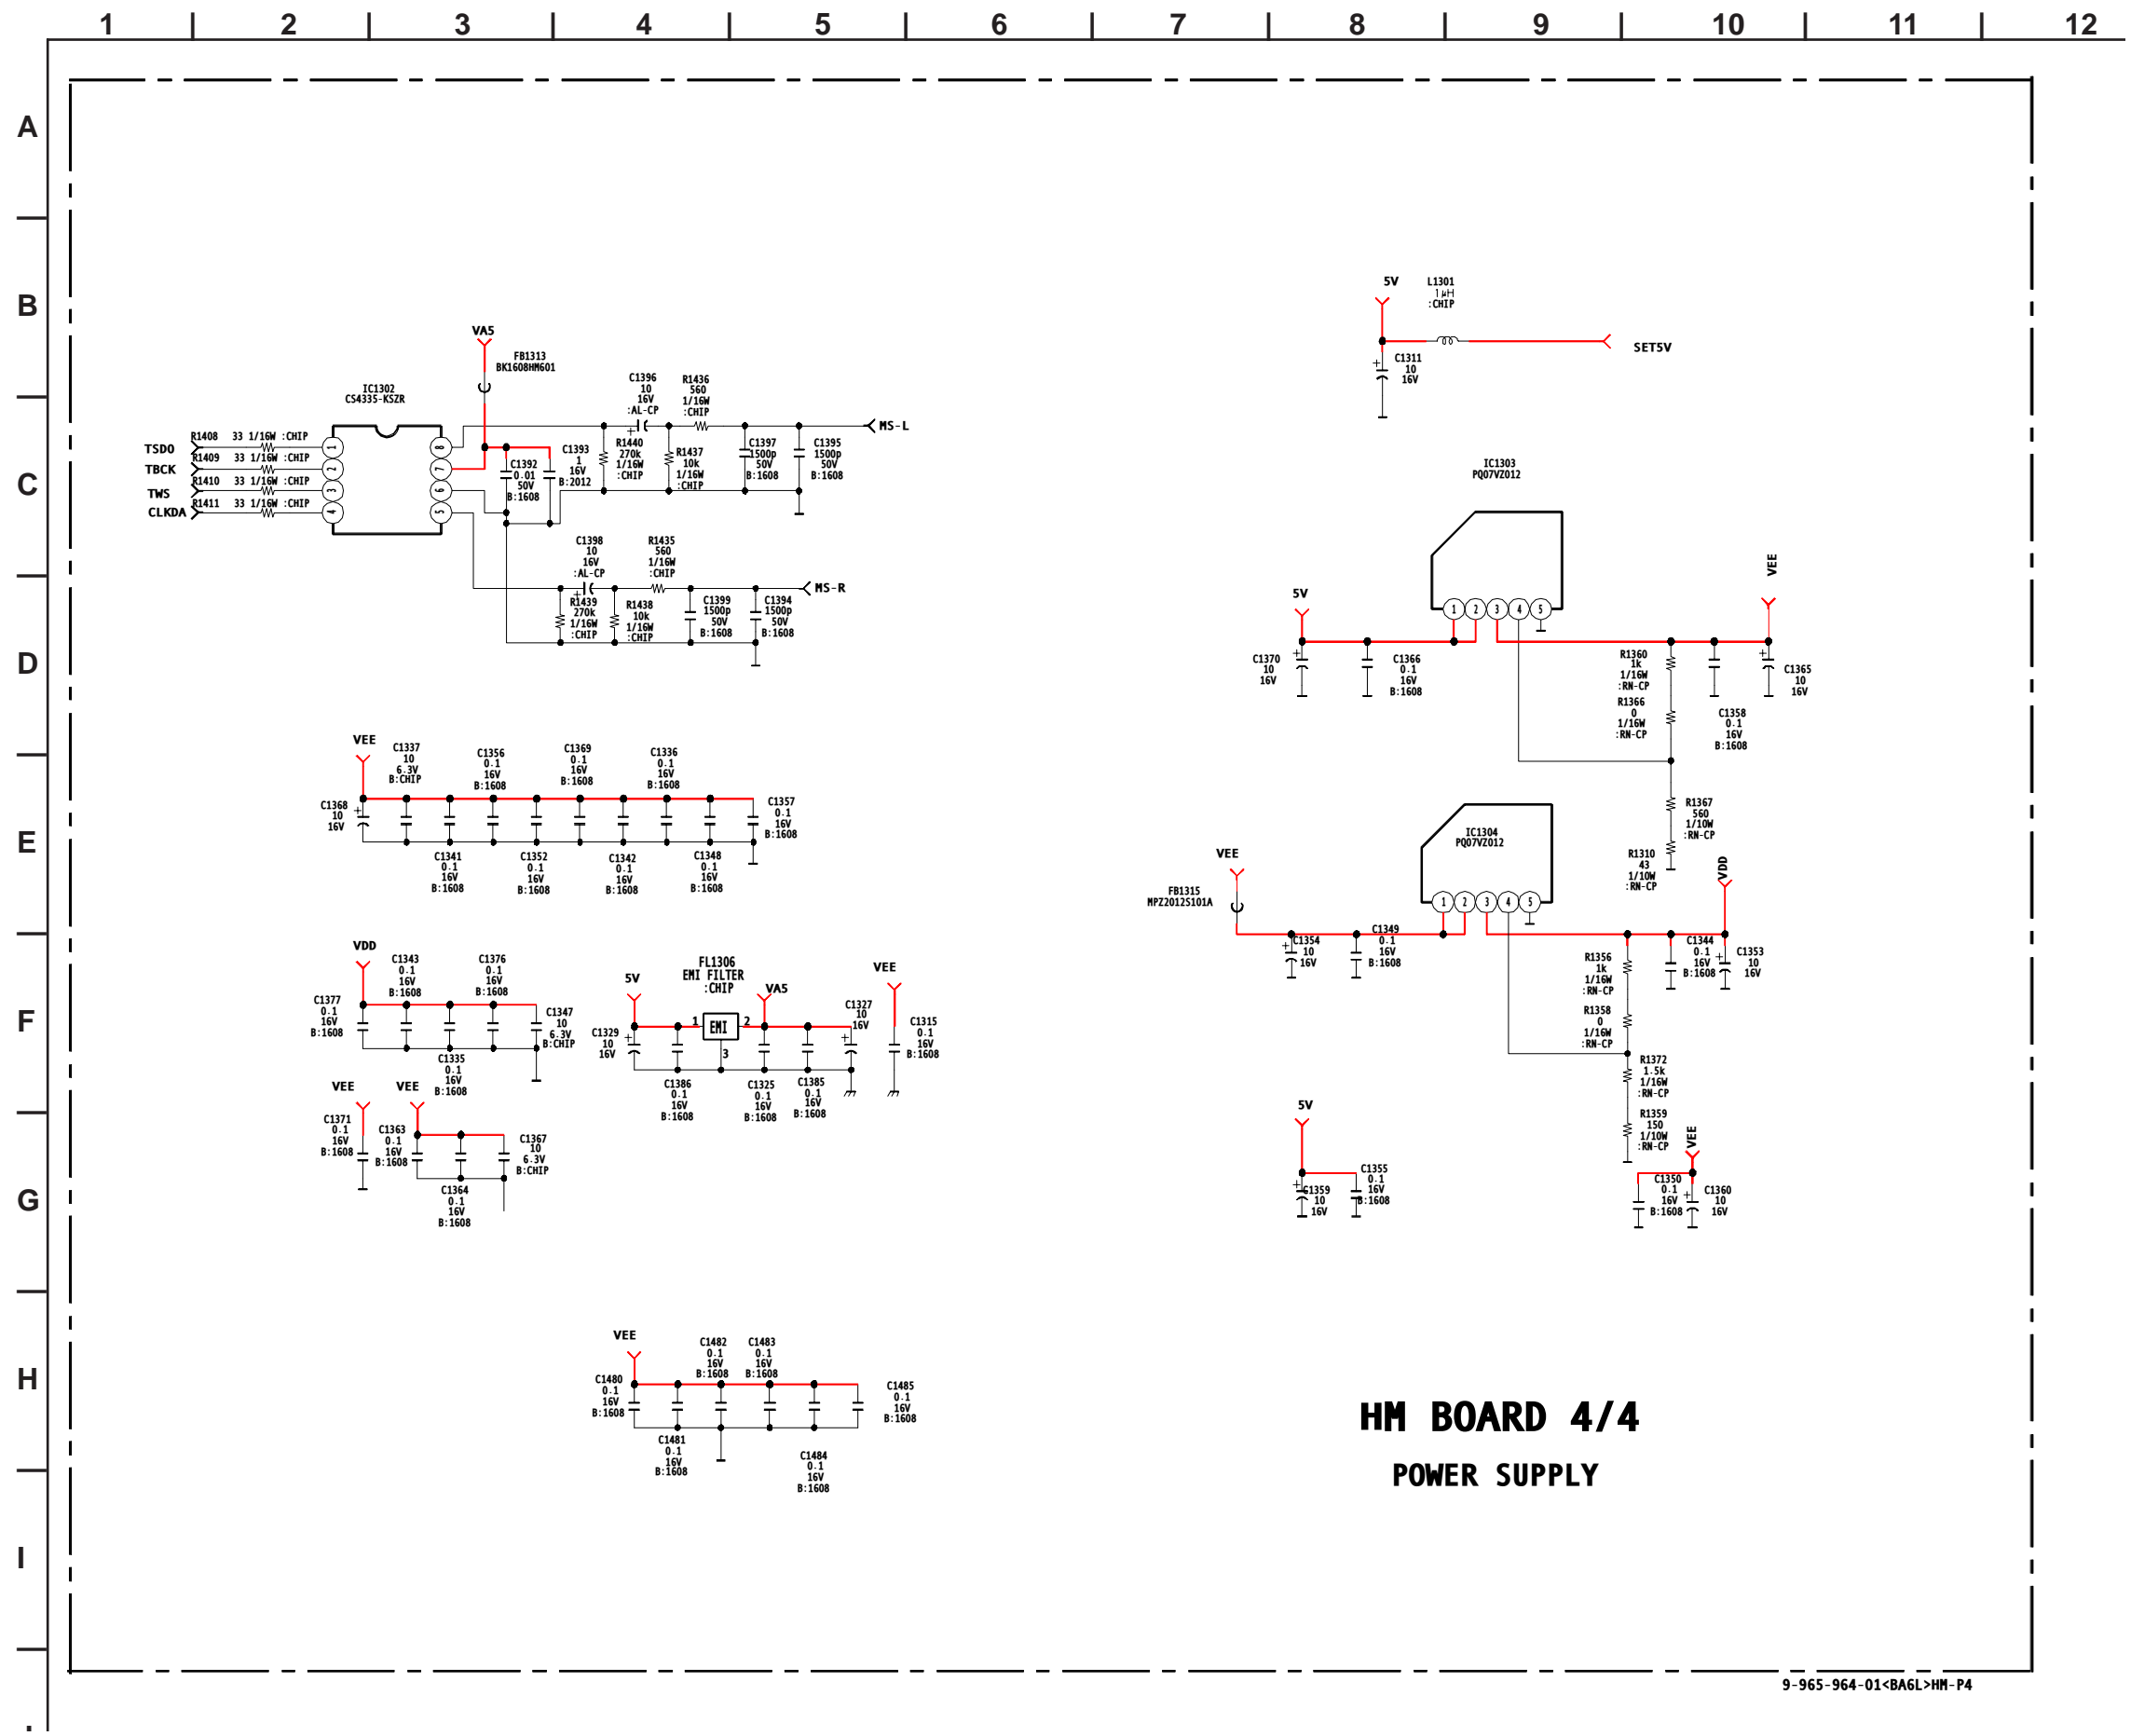 1 2 3 4 5 6 7 8 9 10 11 12
A
B
C
D
E
F
G
H
I
VA5
FB1313
BK1608HM601
IC1302
CS4335-KSZR
TSDO
R1408 33 1/16W :CHIP
TBCK
R1409 33 1/16W :CHIP
TWS
R1410 33 1/16W :CHIP
CLKDA
R1411 33 1/16W :CHIP
1
2
3
4
8
7
6
5
C1392
0.01
50V
B:1608
C1393
1
16V
B:2012
C1396
10
16V
:AL-CP
R1436
560
1/16W
:CHIP
R1440
270k
1/16W
:CHIP
R1437
10k
1/16W
:CHIP
C1397
1500p
50V
B:1608
C1395
1500p
50V
B:1608
MS-L
C1398
10
16V
:AL-CP
R1435
560
1/16W
:CHIP
R1439
270k
1/16W
:CHIP
R1438
10k
1/16W
:CHIP
C1399
1500p
50V
B:1608
C1394
1500p
50V
B:1608
MS-R
5V
L1301
1µH
:CHIP
C1311
10
16V
SET5V
IC1303
PQ07VZ012
1 2 3 4 5
5V
C1370
10
16V
C1366
0.1
16V
B:1608
VEE
R1360
1k
1/16W
:RN-CP
R1366
0
1/16W
:RN-CP
C1358
0.1
16V
B:1608
C1365
10
16V
R1367
560
1/10W
:RN-CP
R1310
43
1/10W
:RN-CP
VEE
C1368
10
16V
C1337
10
6.3V
B:CHIP
C1356
0.1
16V
B:1608
C1369
0.1
16V
B:1608
C1336
0.1
16V
B:1608
C1357
0.1
16V
B:1608
C1341
0.1
16V
B:1608
C1352
0.1
16V
B:1608
C1342
0.1
16V
B:1608
C1348
0.1
16V
B:1608
IC1304
PQ07VZ012
1 2 3 4 5
VEE
FB1315
MPZ2012S101A
C1354
10
16V
C1349
0.1
16V
B:1608
VDD
R1356
1k
1/16W
:RN-CP
C1344
0.1
16V
B:1608
C1353
10
16V
R1358
0
1/16W
:RN-CP
R1372
1.5k
1/16W
:RN-CP
R1359
150
1/10W
:RN-CP
VDD
C1377
0.1
16V
B:1608
C1343
0.1
16V
B:1608
C1376
0.1
16V
B:1608
C1347
10
6.3V
B:CHIP
C1335
0.1
16V
B:1608
5V
FL1306
EMI FILTER
:CHIP
1 EMI 2
3
VA5
C1329
10
16V
C1386
0.1
16V
B:1608
C1325
0.1
16V
B:1608
C1385
0.1
16V
B:1608
C1327
10
16V
VEE
C1315
0.1
16V
B:1608
VEE
C1371
0.1
16V
B:1608
VEE
C1363
0.1
16V
B:1608
C1367
10
6.3V
B:CHIP
C1364
0.1
16V
B:1608
5V
C1359
10
16V
C1355
0.1
16V
B:1608
VEE
C1350
0.1
16V
B:1608
C1360
10
16V
VEE
C1480
0.1
16V
B:1608
C1482
0.1
16V
B:1608
C1483
0.1
16V
B:1608
C1485
0.1
16V
B:1608
C1481
0.1
16V
B:1608
C1484
0.1
16V
B:1608
HM BOARD 4/4
POWER SUPPLY
9-965-964-01<BA6L>HM-P4